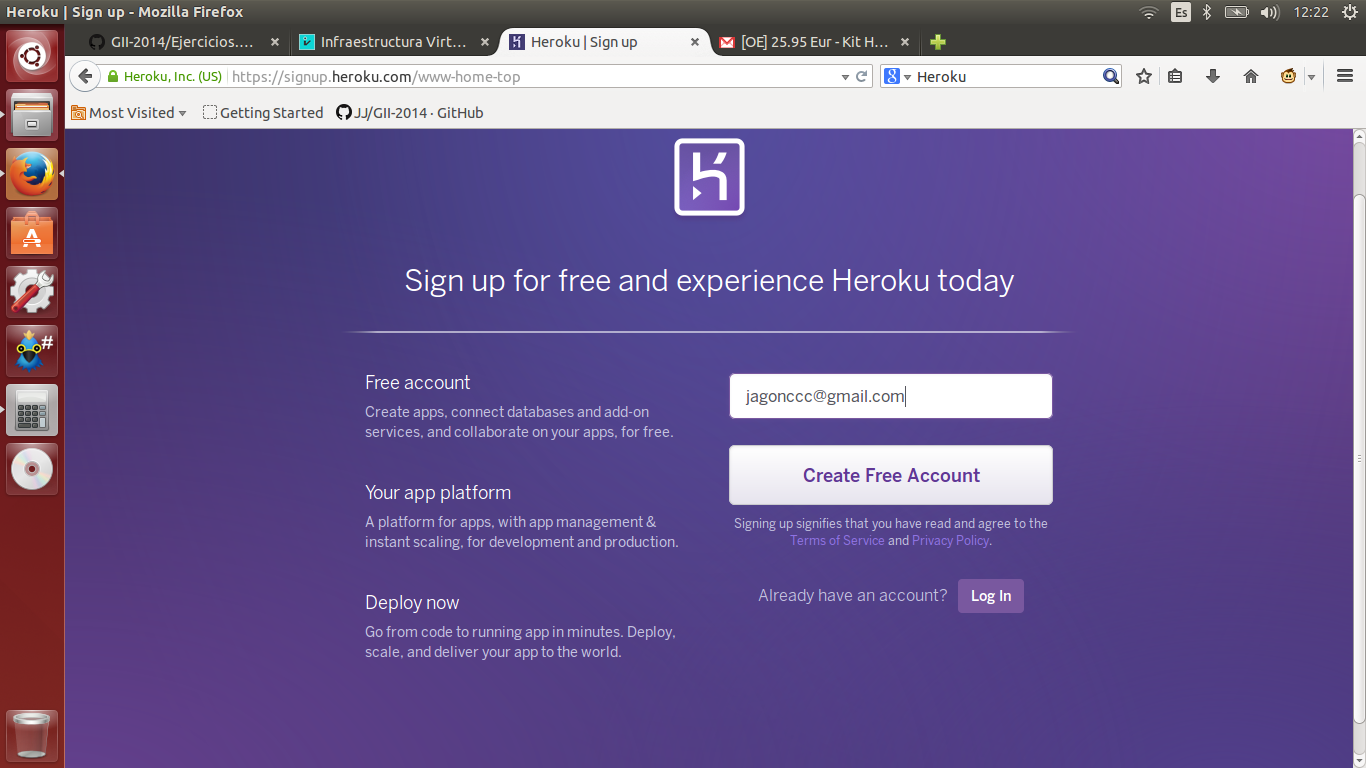 Heroku | Sign up - Mozilla Firefox
Es
12:22
GII-2014/Ejercicios....
Infraestructura Virt...
Heroku | Sign up
[OE] 25.95 Eur - Kit H...
Heroku, Inc. (US)
https://signup.heroku.com/www-home-top
Heroku
Most Visited
Getting Started
JJ/GII-2014 · GitHub
Sign up for free and experience Heroku today
Free account
Create apps, connect databases and add-on
services, and collaborate on your apps, for free.
Your app platform
A platform for apps, with app management &
instant scaling, for development and production.
Deploy now
Go from code to running app in minutes. Deploy,
scale, and deliver your app to the world.
jagonccc@gmail.com
Create Free Account
Signing up signifies that you have read and agree to the
Terms of Service and Privacy Policy.
Already have an account?
Log In